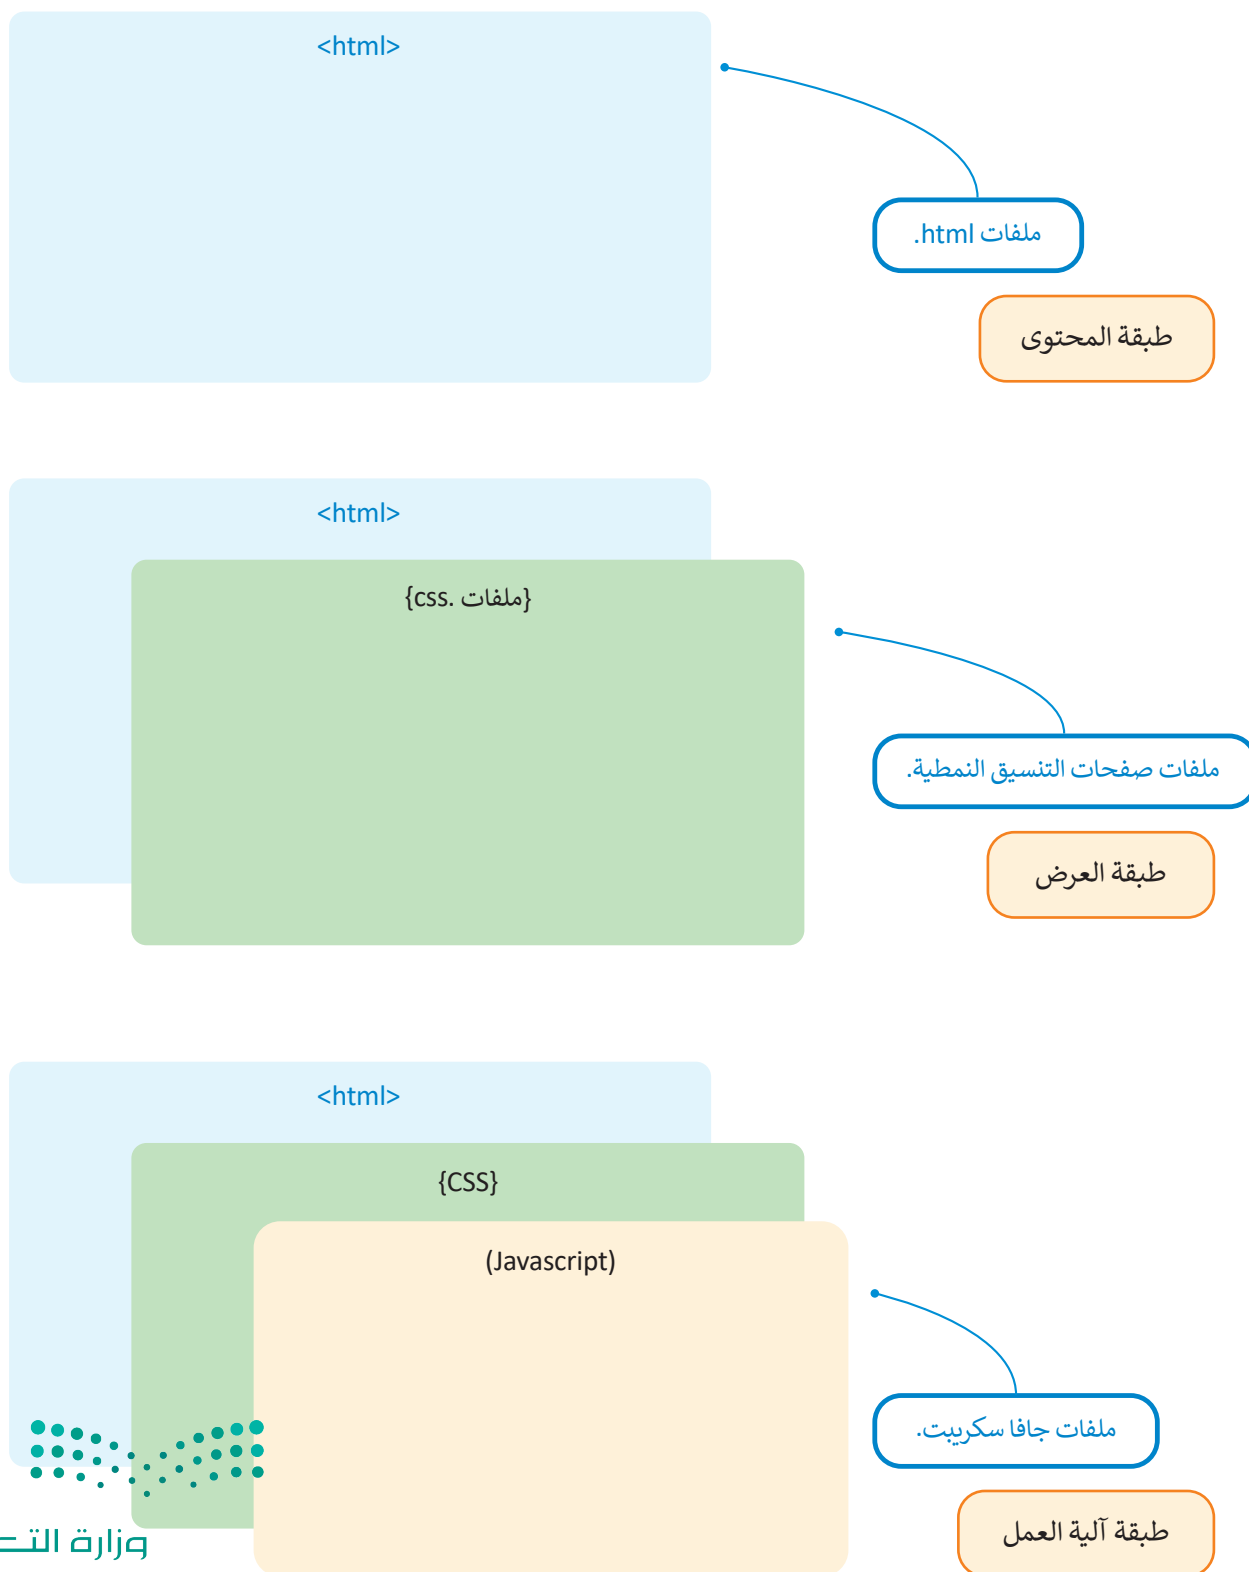 <html>
ملفات html.
طبقة المحتوى
<html>
{ملفات .css}
ملفات صفحات التنسيق النمطية.
طبقة العرض
<html>
{CSS}
(Javascript)
ملفات جافا سكريبت.
طبقة آلية العمل
وزارة التـ